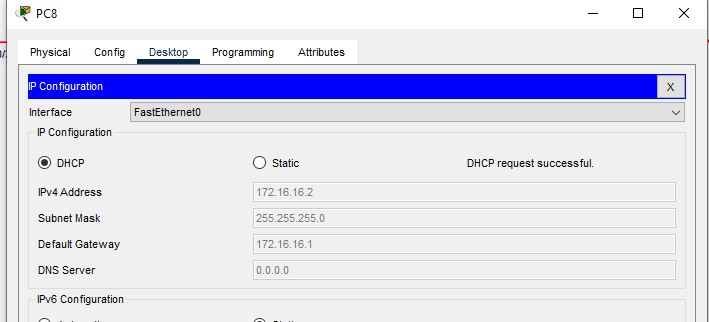 PC8
Physical Config Desktop Programming Attributes
IP Configuration X
Interface FastEthernet0
IP Configuration
DHCP Static DHCP request successful.
IPv4 Address 172.16.16.2
Subnet Mask 255.255.255.0
Default Gateway 172.16.16.1
DNS Server 0.0.0.0
IPv6 Configuration